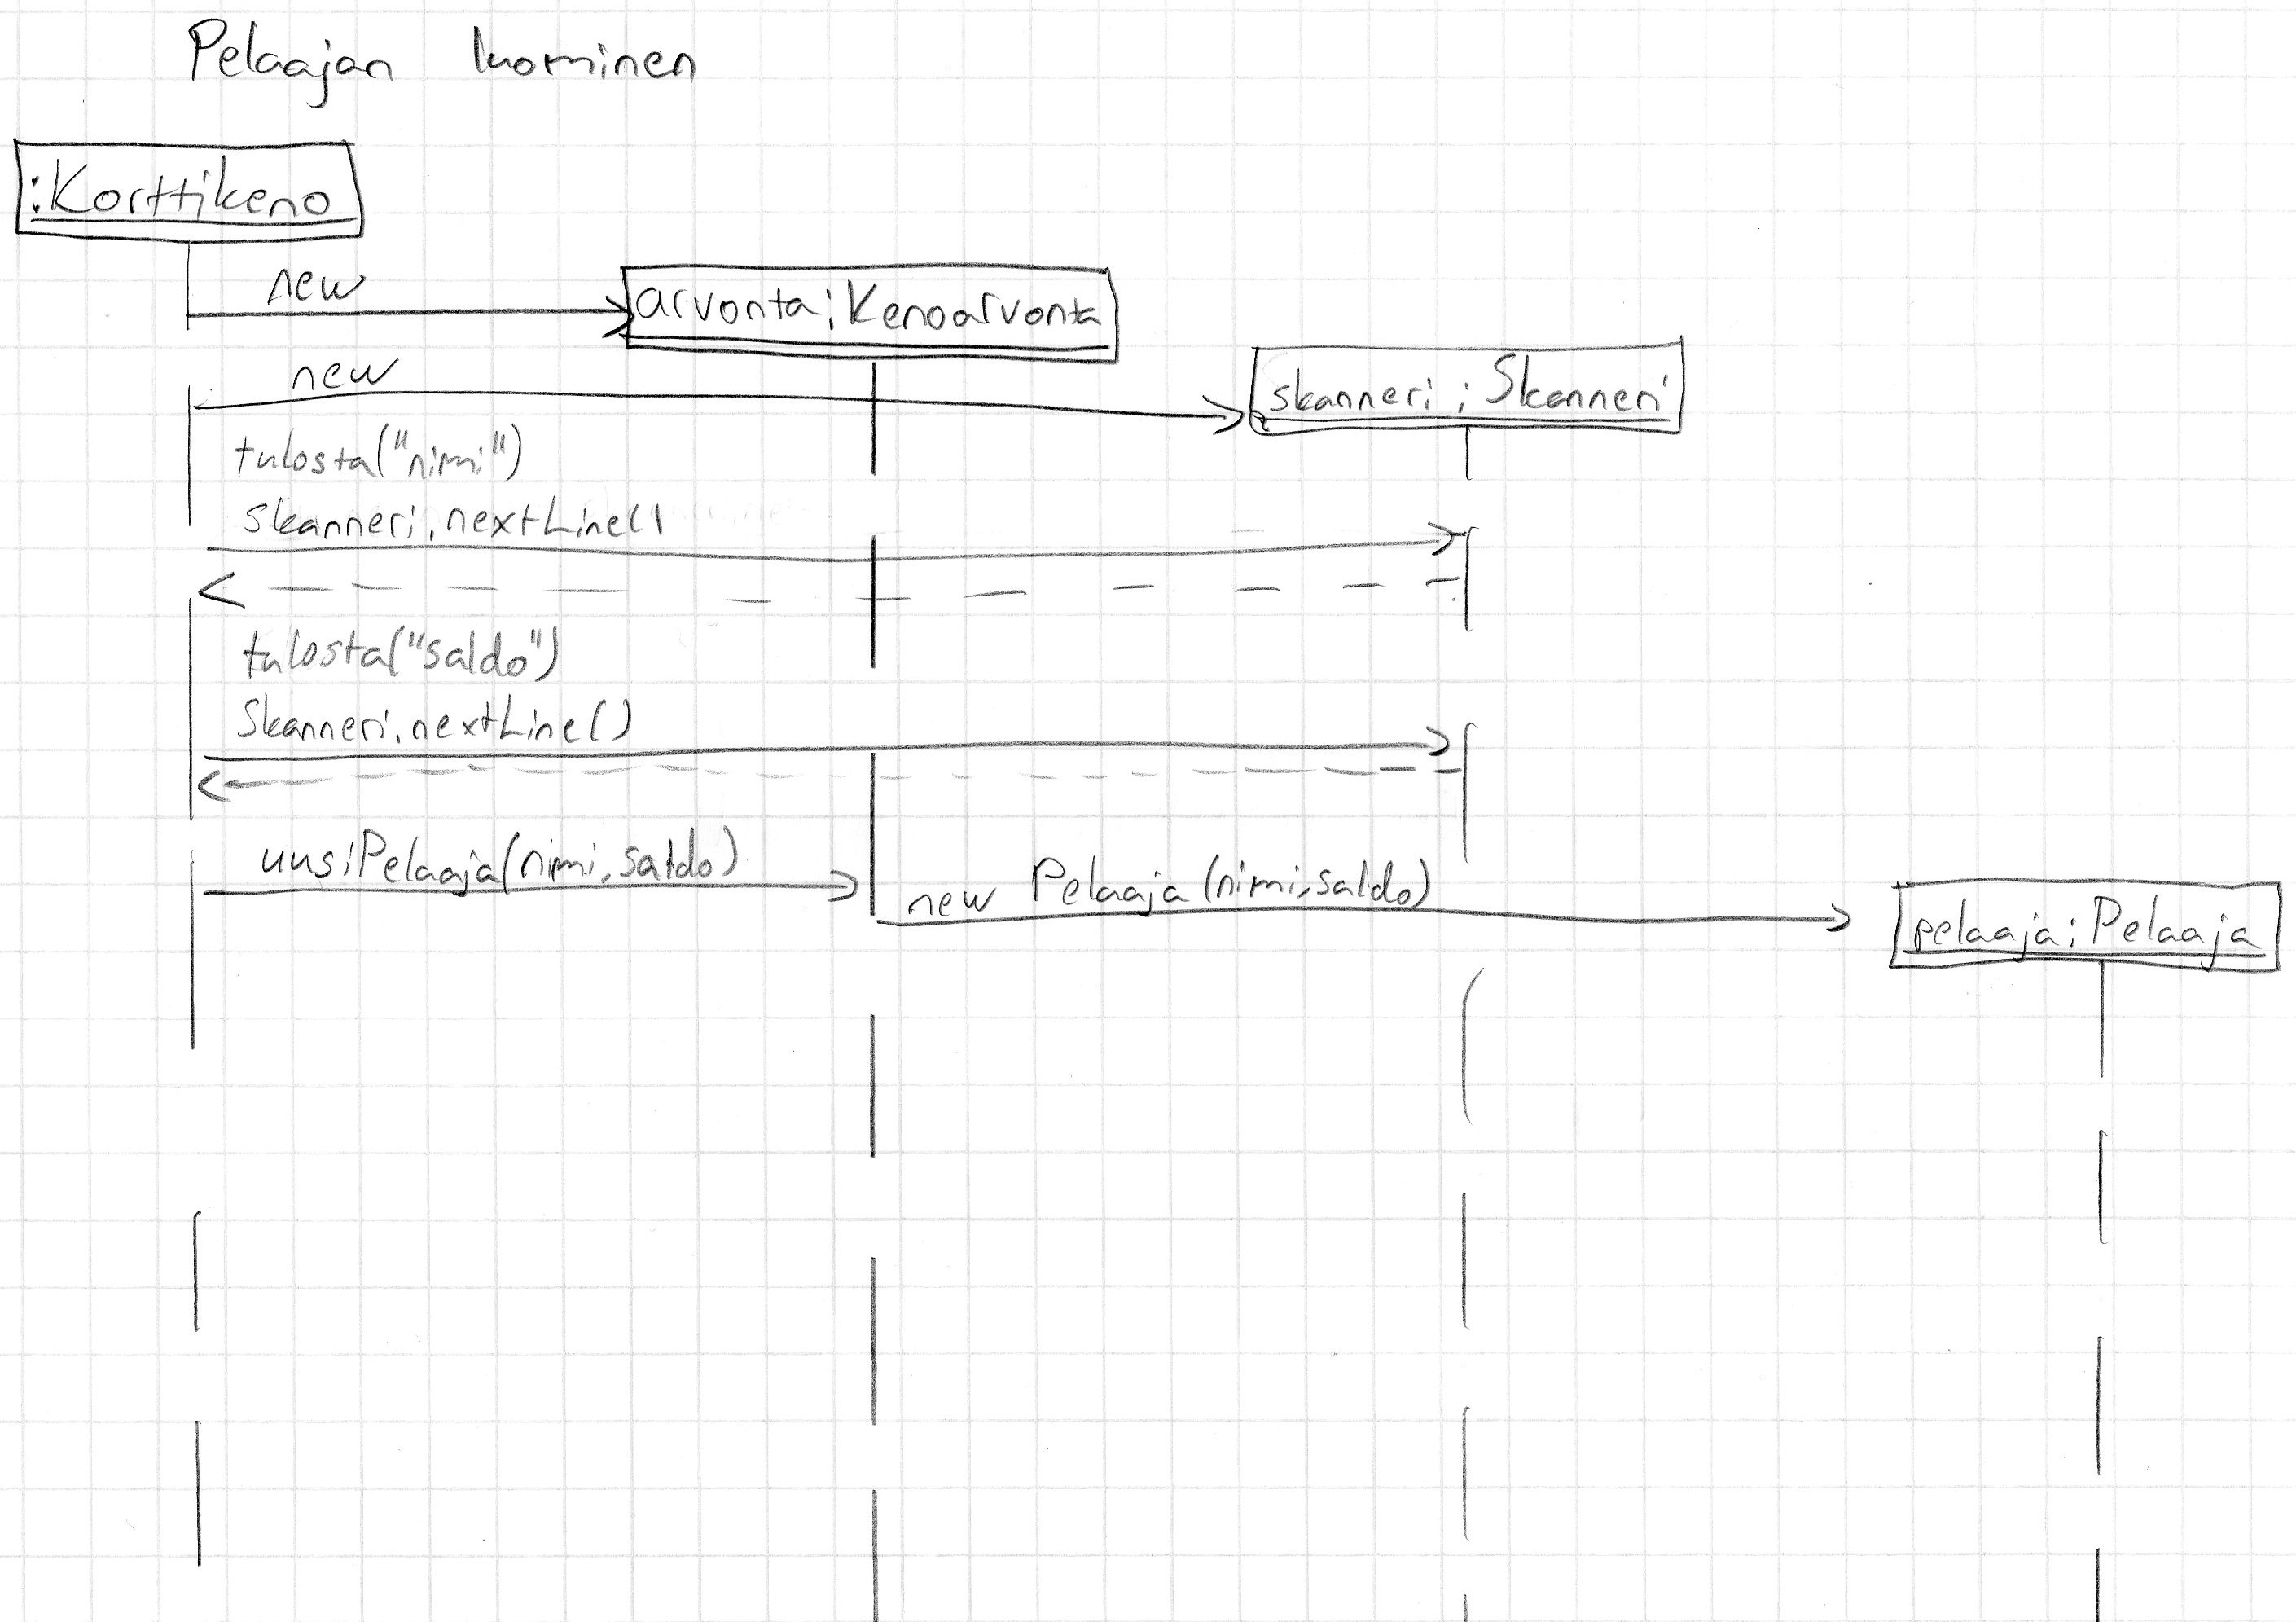 Pelaajan luominen
:Korttikeno
new
arvonta:Kenoarvonta
new
skanneri:Skanneri
tulosta("nimi")
skanneri.nextLine()
tulosta("saldo")
Skanneri.nextLine()
uusiPelaaja(nimi,saldo)
new Pelaaja(nimi,saldo)
pelaaja:Pelaaja